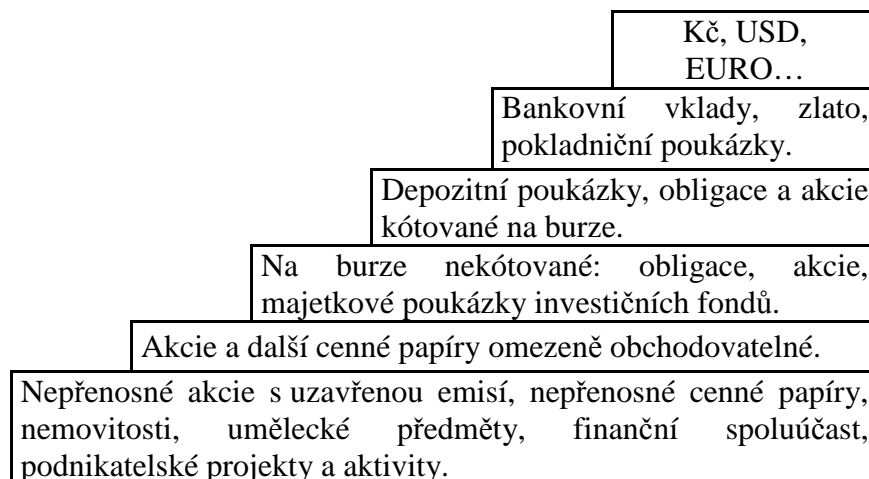 Kč, USD,
EURO…
Bankovní vklady, zlato,
pokladniční poukázky.
Depozitní poukázky, obligace a akcie
kótované na burze.
Na burze nekótované: obligace, akcie,
majetkové poukázky investičních fondů.
Akcie a další cenné papíry omezeně obchodovatelné.
Nepřenosné akcie s uzavřenou emisí, nepřenosné cenné papíry,
nemovitosti, umělecké předměty, finanční spoluúčast,
podnikatelské projekty a aktivity.